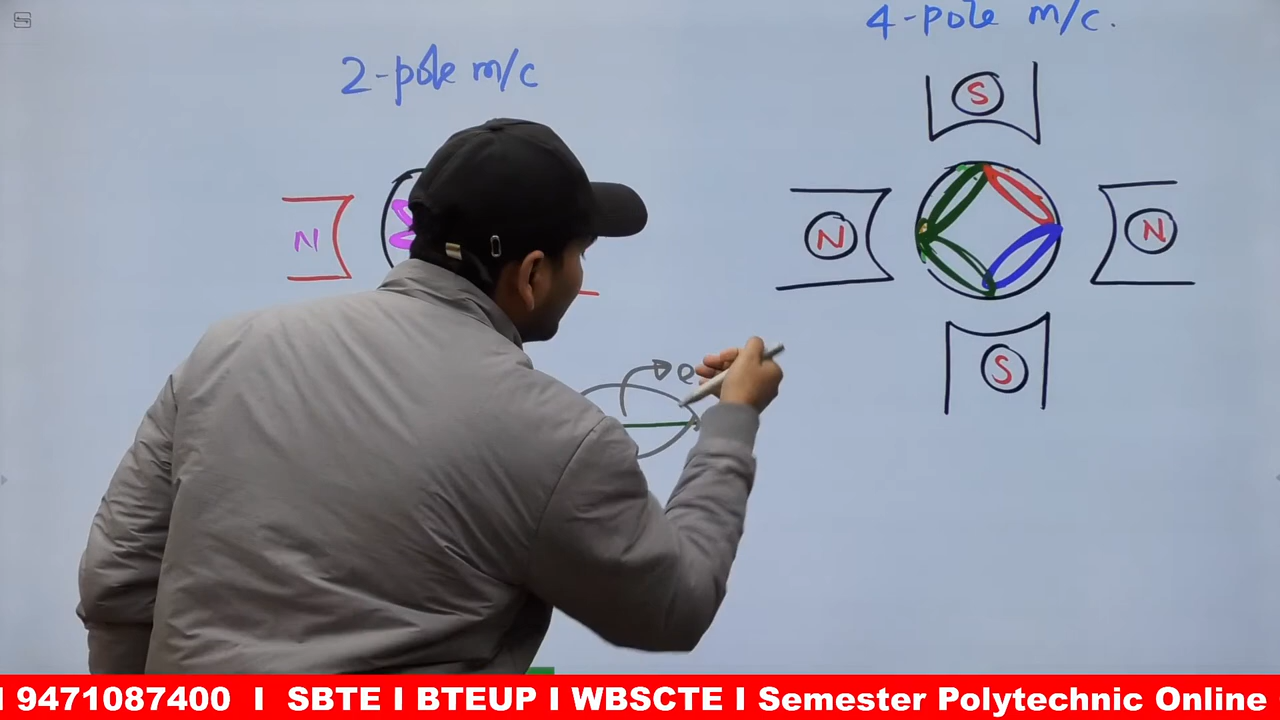 4-pole m/c.
2-pole m/c
S
N
N
N
e
S
I 9471087400 I SBTE I BTEUP I WBSCTE I Semester Polytechnic Online